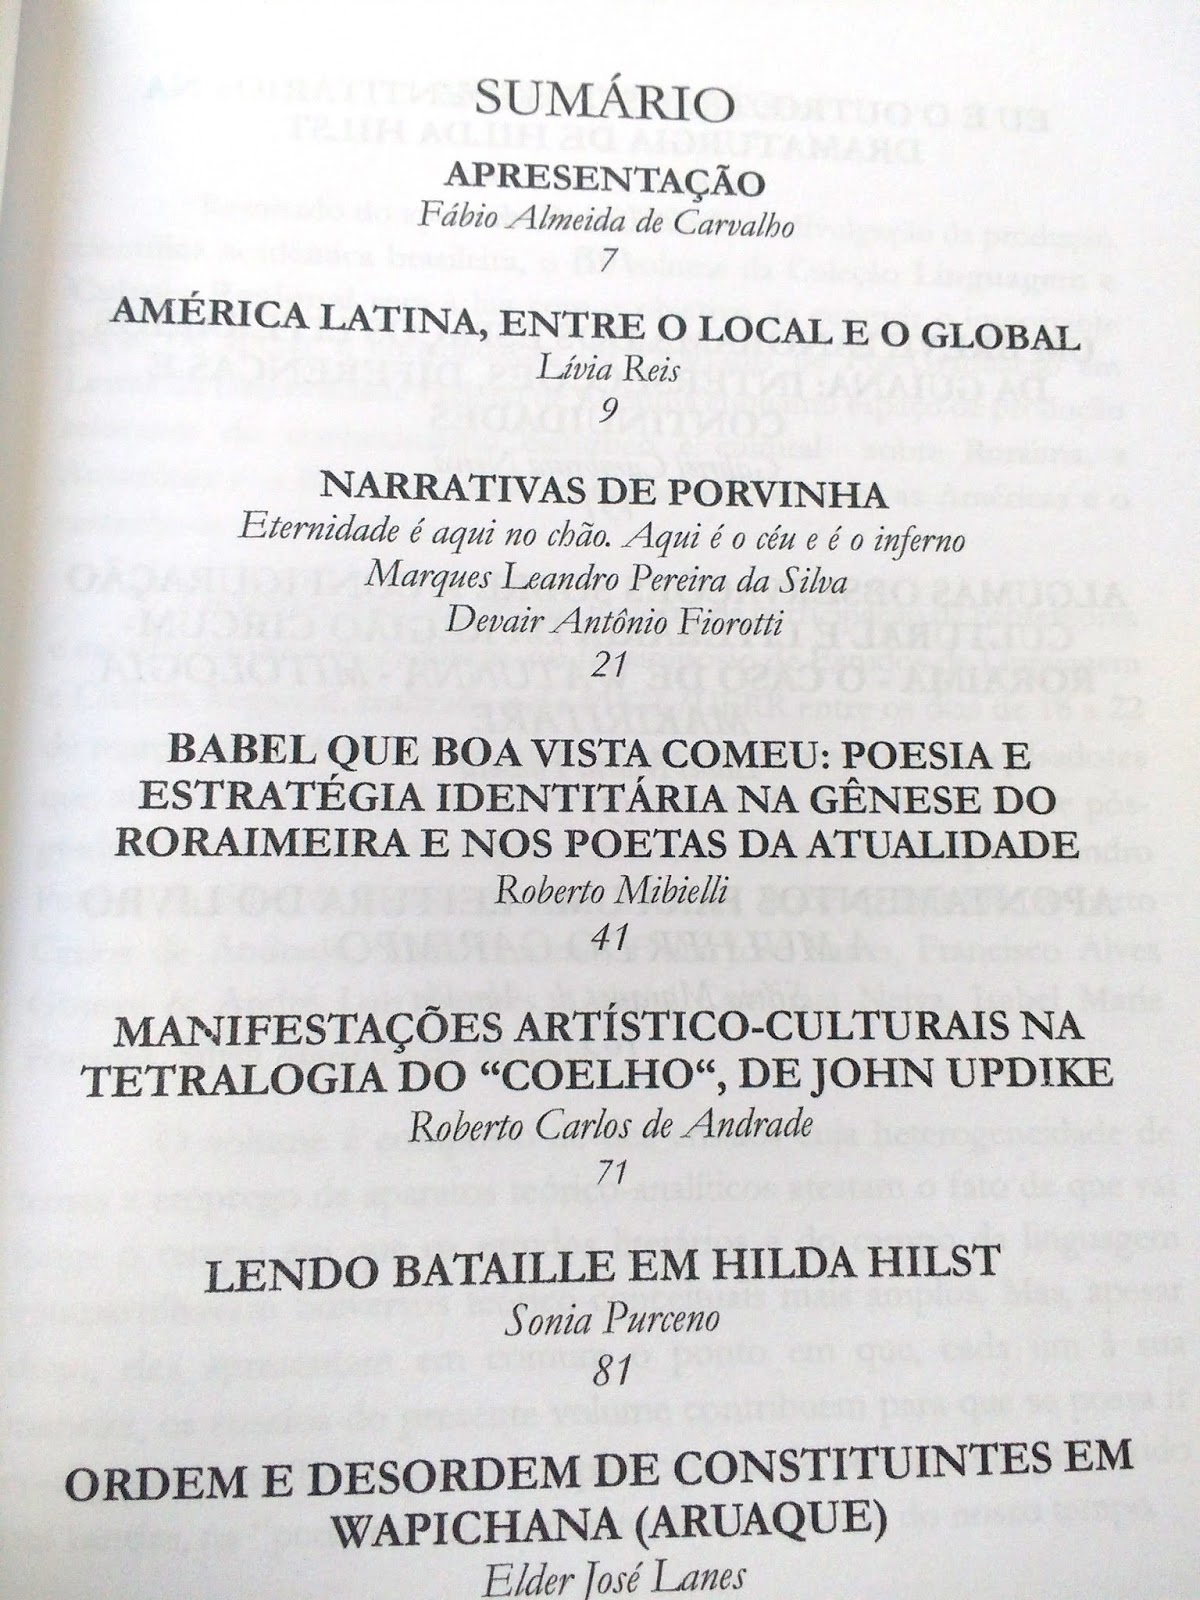 SUMÁRIO
APRESENTAÇÃO
Fábio Almeida de Carvalho
7
AMÉRICA LATINA, ENTRE O LOCAL E O GLOBAL
Lívia Reis
9
NARRATIVAS DE PORVINHA
Eternidade é aqui no chão. Aqui é o céu e é o inferno
Marques Leandro Pereira da Silva
Devair Antônio Fiorotti
21
BABEL QUE BOA VISTA COMEU: POESIA E
ESTRATÉGIA IDENTITÁRIA NA GÊNESE DO
RORAIMEIRA E NOS POETAS DA ATUALIDADE
Roberto Mibielli
41
MANIFESTAÇÕES ARTÍSTICO-CULTURAIS NA
TETRALOGIA DO “COELHO“, DE JOHN UPDIKE
Roberto Carlos de Andrade
71
LENDO BATAILLE EM HILDA HILST
Sonia Purceno
81
ORDEM E DESORDEM DE CONSTITUINTES EM
WAPICHANA (ARUAQUE)
Elder José Lanes